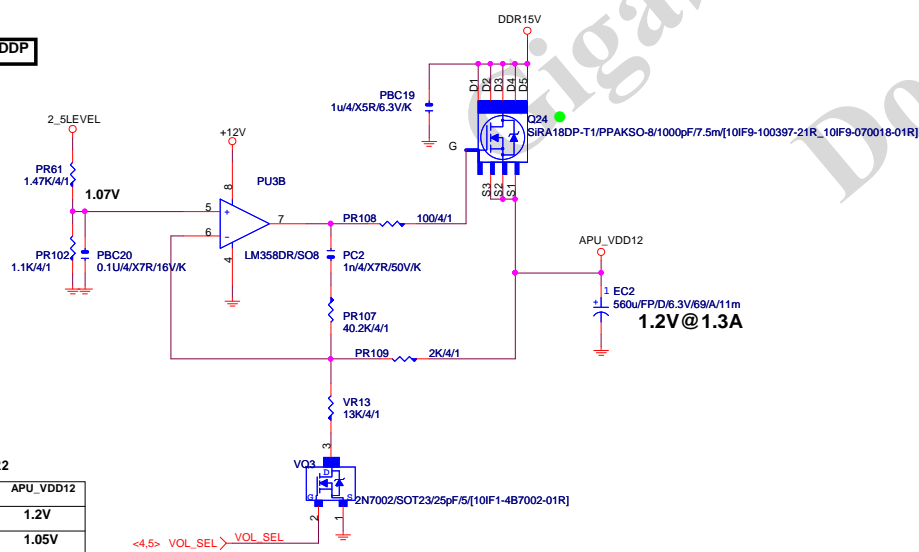 DDP
2_5LEVEL
PR61
1.47K/4/1
1.07V
PR102
1.1K/4/1
PBC20
0.1U/4/X7R/16V/K
+12V
8
PU3B
5
+
6
-
7
4
LM358DR/SO8
PR108
100/4/1
PC2
1n/4/X7R/50V/K
PR107
40.2K/4/1
PR109
2K/4/1
VR13
13K/4/1
3
VQ3
D
G
S
2N7002/SOT23/25pF/5/[10IF1-4B7002-01R]
2
1
<4,5> VOL_SEL
VOL_SEL
DDR15V
PBC19
1u/4/X5R/6.3V/K
D1
D2
D3
D4
D5
Q24
SiRA18DP-T1/PPAKSO-8/1000pF/7.5m/[10IF9-100397-21R_10IF9-070018-01R]
G
S3
S2
S1
APU_VDD12
1
EC2
+
560u/FP/D/6.3V/69/A/11m
1.2V@1.3A
2
APU_VDD12
1.2V
1.05V
Giga
Do